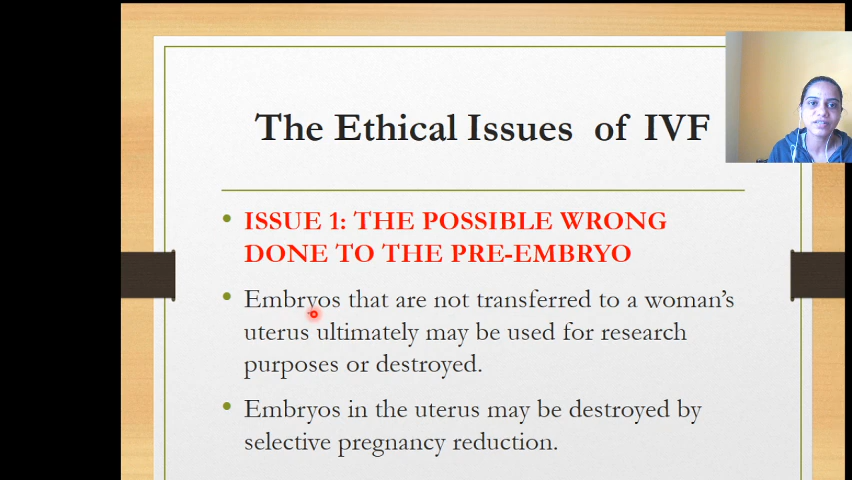 The Ethical Issues of IVF
• ISSUE 1: THE POSSIBLE WRONG
DONE TO THE PRE-EMBRYO
• Embryos that are not transferred to a woman’s
uterus ultimately may be used for research
purposes or destroyed.
• Embryos in the uterus may be destroyed by
selective pregnancy reduction.